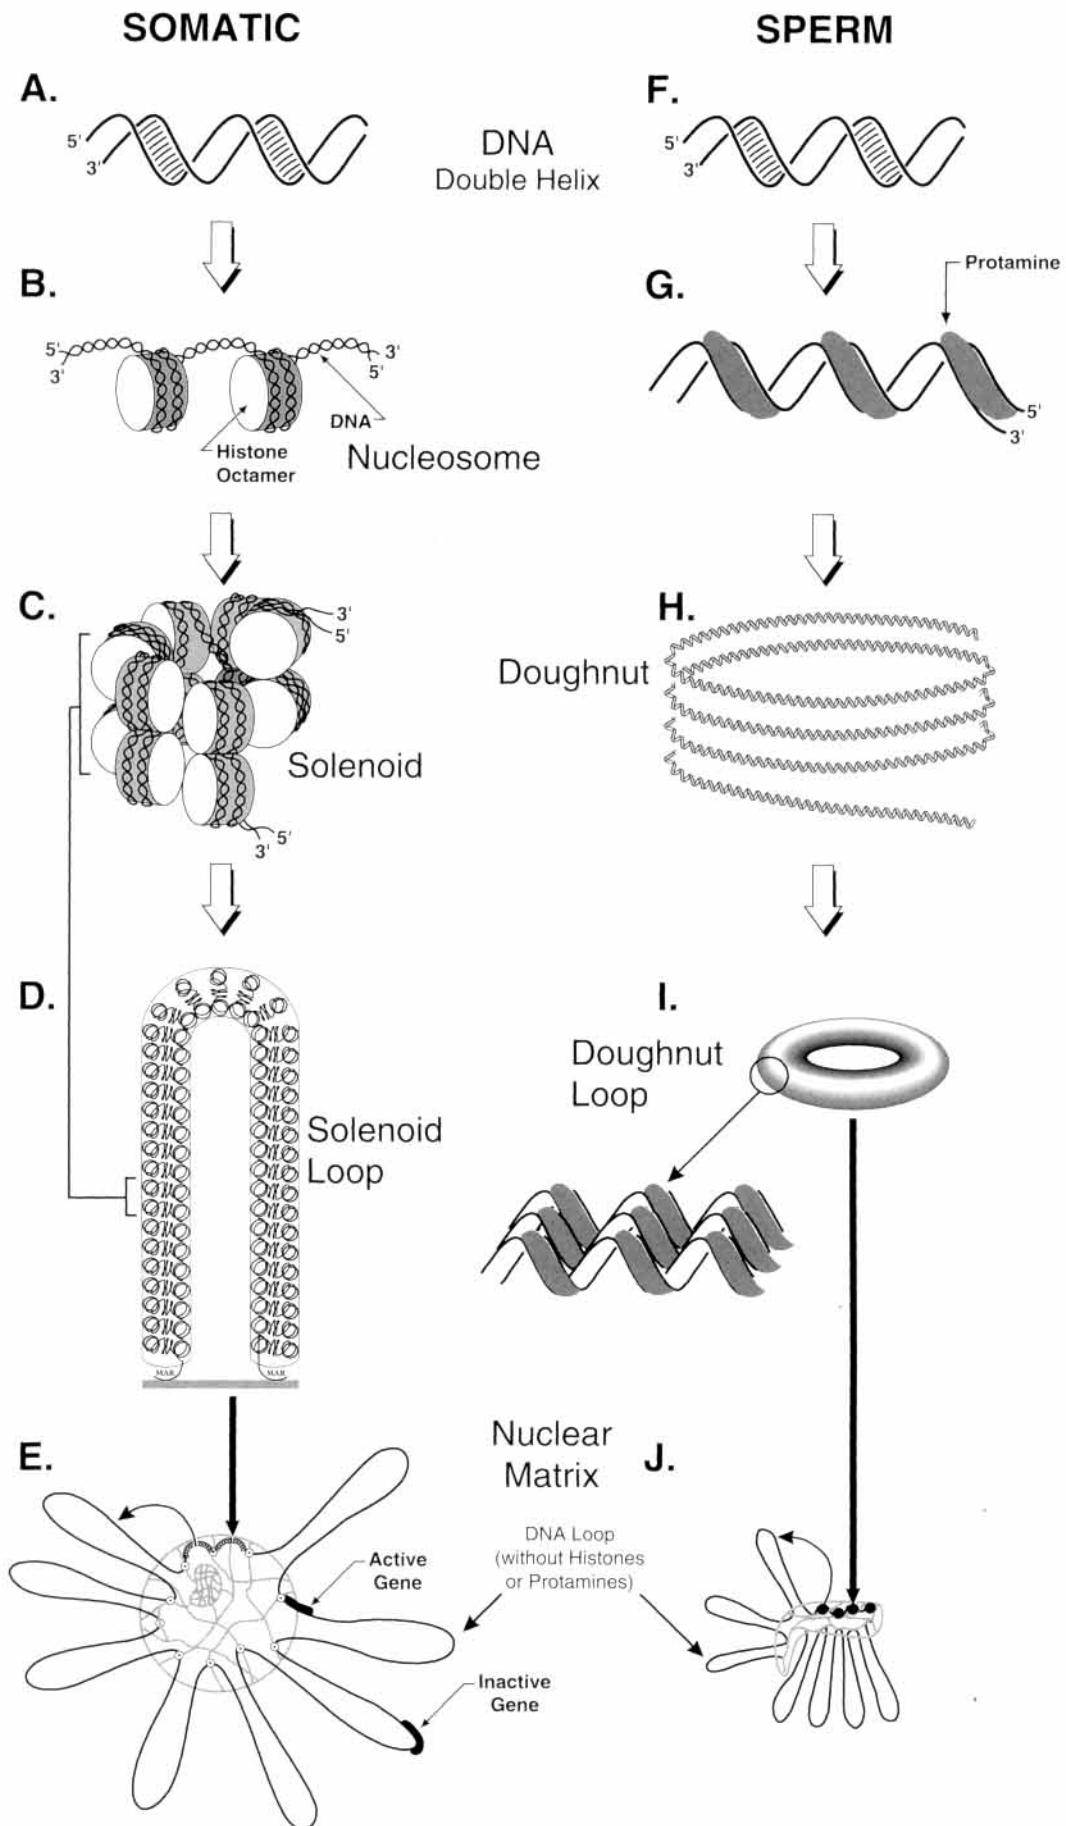 SOMATIC
SPERM
A.
5'
3'
DNA
Double Helix
F.
5'
3'
B.
5'
3'
3'
5'
DNA
Histone
Octamer
Nucleosome
G.
Protamine
5'
3'
C.
3'
5'
Solenoid
5'
3'
H.
Doughnut
D.
Solenoid
Loop
MAR
MAR
I.
Doughnut
Loop
E.
Nuclear
Matrix
J.
DNA Loop
(without Histones
or Protamines)
Active
Gene
Inactive
Gene